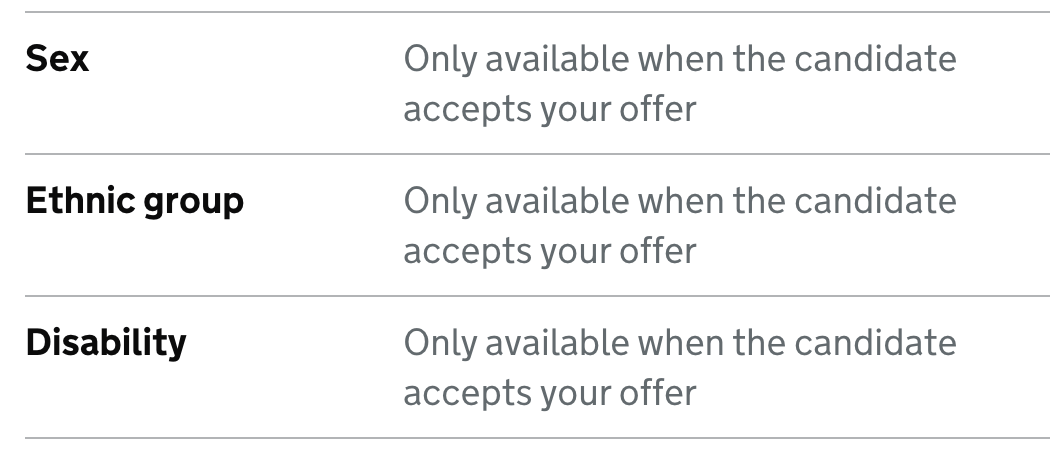 Sex
Only available when the candidate
accepts your offer
Ethnic group
Only available when the candidate
accepts your offer
Disability
Only available when the candidate
accepts your offer